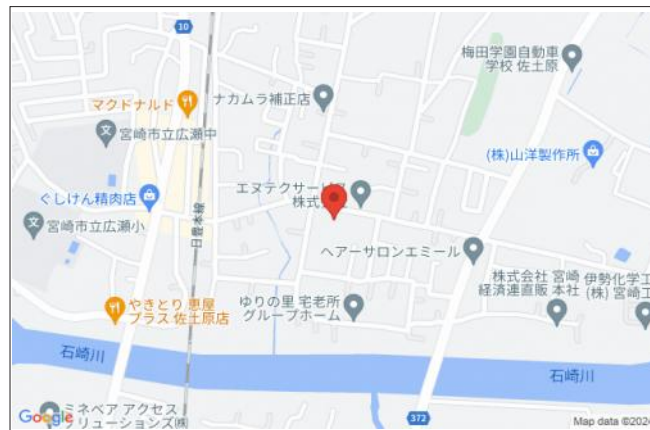 10
梅田学園自動車
学校 佐土原
ナカムラ補正店
マクドナルド
宮崎市立広瀬中
(株)山洋製作所
エヌテクサービス
株式会社
ぐしけん精肉店
宮崎市立広瀬小
日豊本線
ヘアーサロンエミール
株式会社 宮崎
経済連直販 本社
伊勢化学工
(株) 宮崎工
やきとり 恵屋
プラス 佐土原店
ゆりの里 宅老所
グループホーム
石崎川
石崎川
ミネベア アクセス
リューションズ㈱
372
Google
Map data ©2024